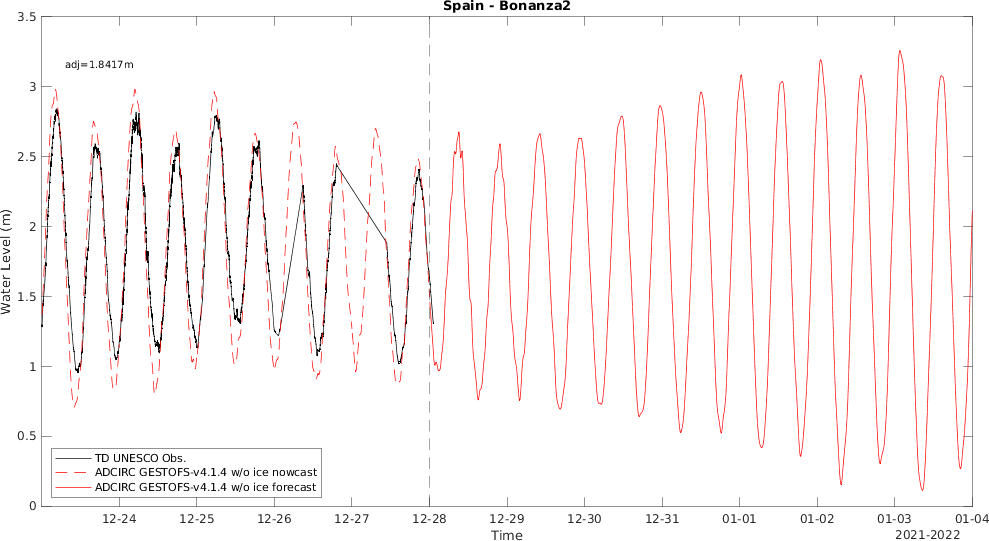 Spain - Bonanza2
adj=1.8417m
3.5
3
2.5
2
1.5
1
0.5
0
Water Level (m)
TD UNESCO Obs.
ADCIRC GESTOFS-v4.1.4 w/o ice nowcast
ADCIRC GESTOFS-v4.1.4 w/o ice forecast
12-24 12-25 12-26 12-27 12-28 12-29 12-30 12-31 01-01 01-02 01-03 01-04
Time
2021-2022